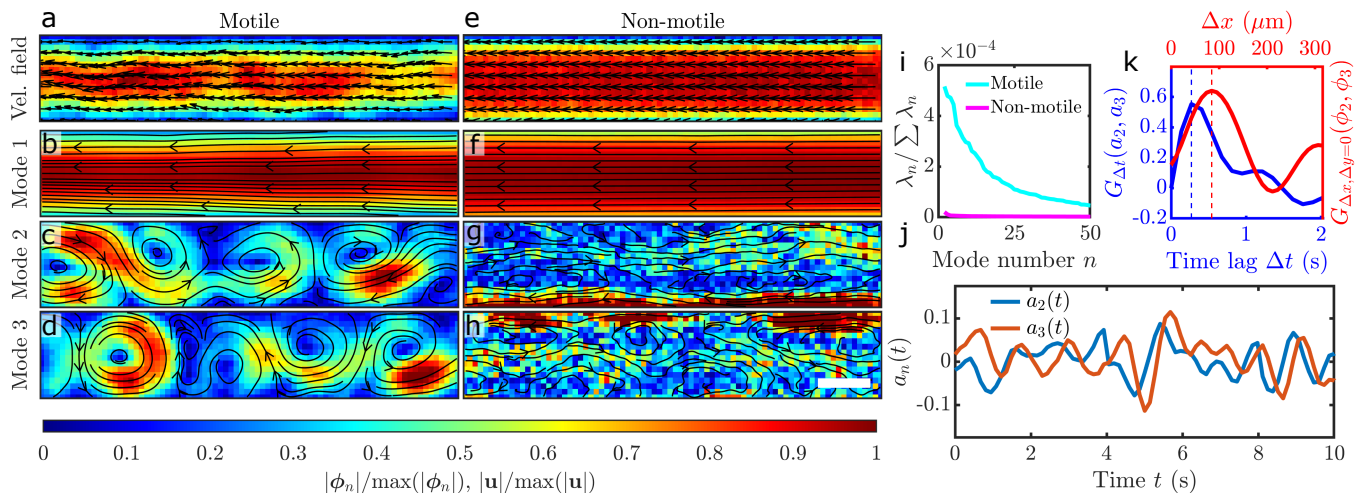 a Motile
e Non-motile
Vel. field
b
f
Mode 1
c
g
Mode 2
d
h
Mode 3
0 0.1 0.2 0.3 0.4 0.5 0.6 0.7 0.8 0.9 1
|ϕn|/max(|ϕn|), |u|/max(|u|)
i
×10⁻⁴
6
4
2
0
λn/ ∑ λn
Motile
Non-motile
0 25 50
Mode number n
k
Δx (μm)
0 100 200 300
0.6
0.4
0.2
0
-0.2
GΔt(a2, a3)
GΔx,Δy=0(ϕ2, ϕ3)
0 1 2
Time lag Δt (s)
j
a2(t)
a3(t)
0.1
0
-0.1
an(t)
0 2 4 6 8 10
Time t (s)